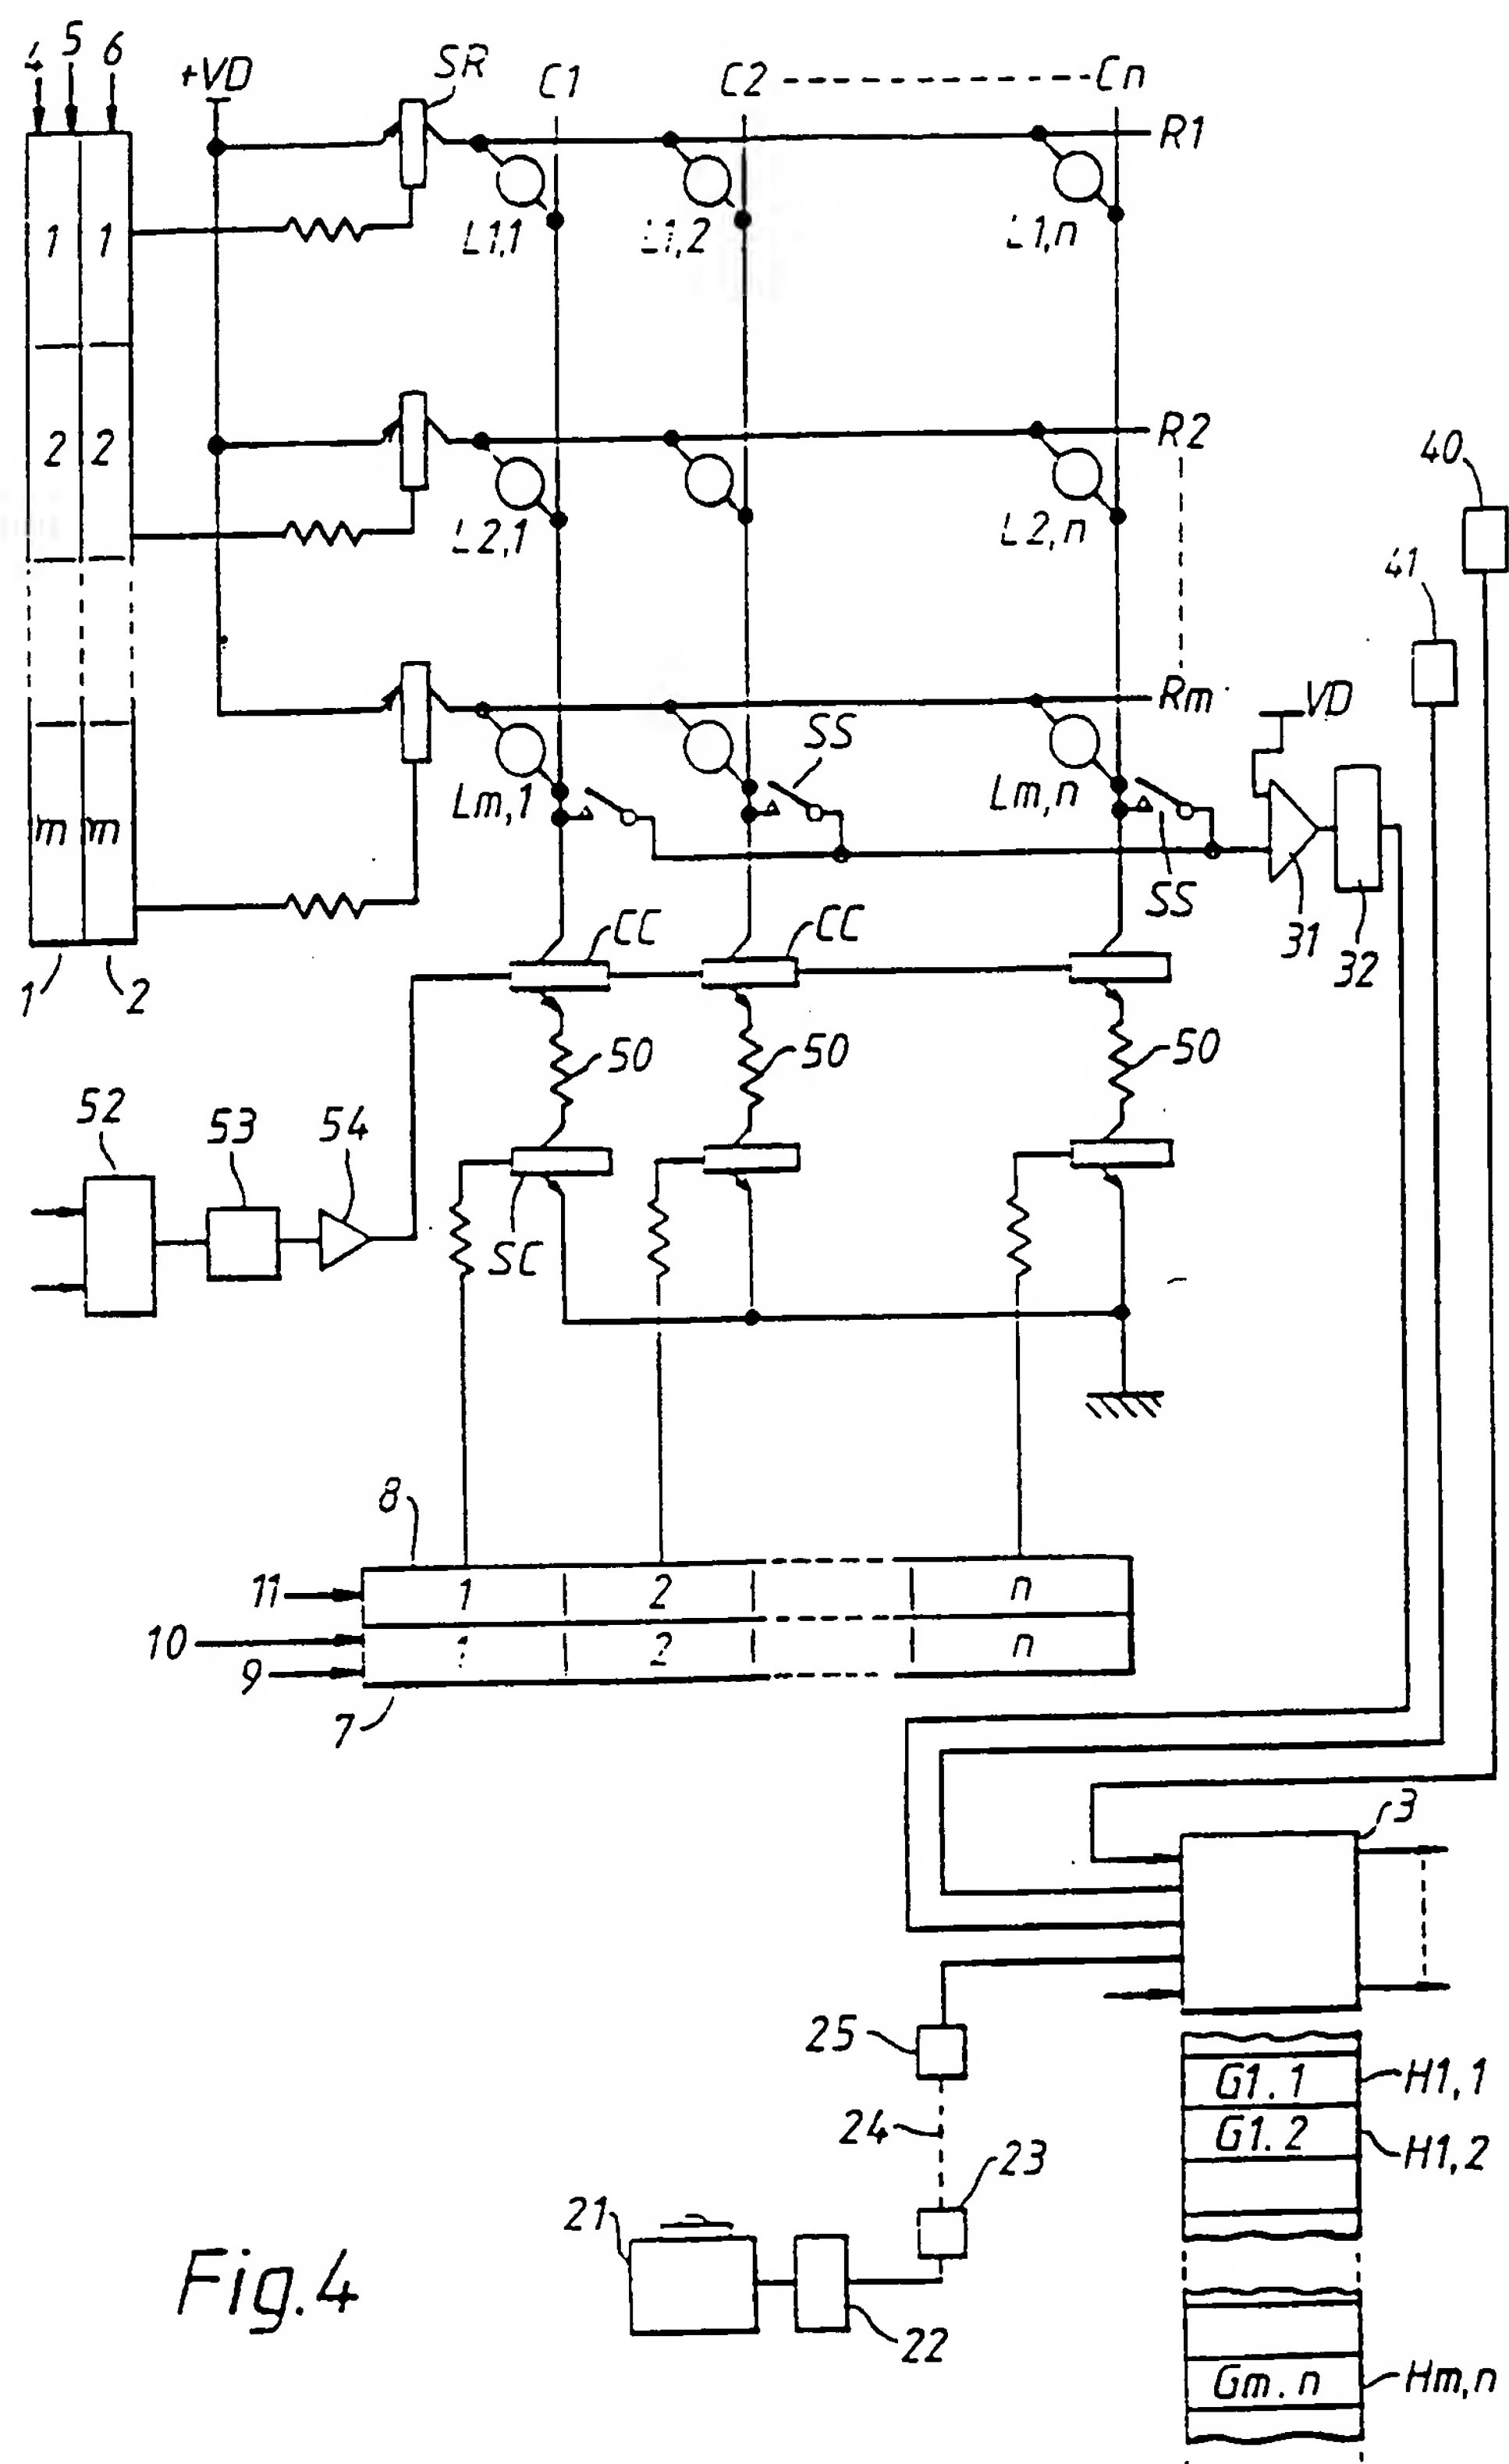 4 5 6 +VD SR C1 C2 Cn
R1
1 1 L1,1 L1,2 L1,n
R2
2 2 L2,1 L2,n 40
41
Rm VD
SS
m m Lm,1 Lm,n
SS 31 32
CC CC
1 2
50 50 50
52 53 54
SC
8
11 1 2 n
10 1 2 n
9
7
3
25 G1.1 H1,1
24 G1.2 H1,2
23
21
22
Gm.n Hm,n
Fig.4